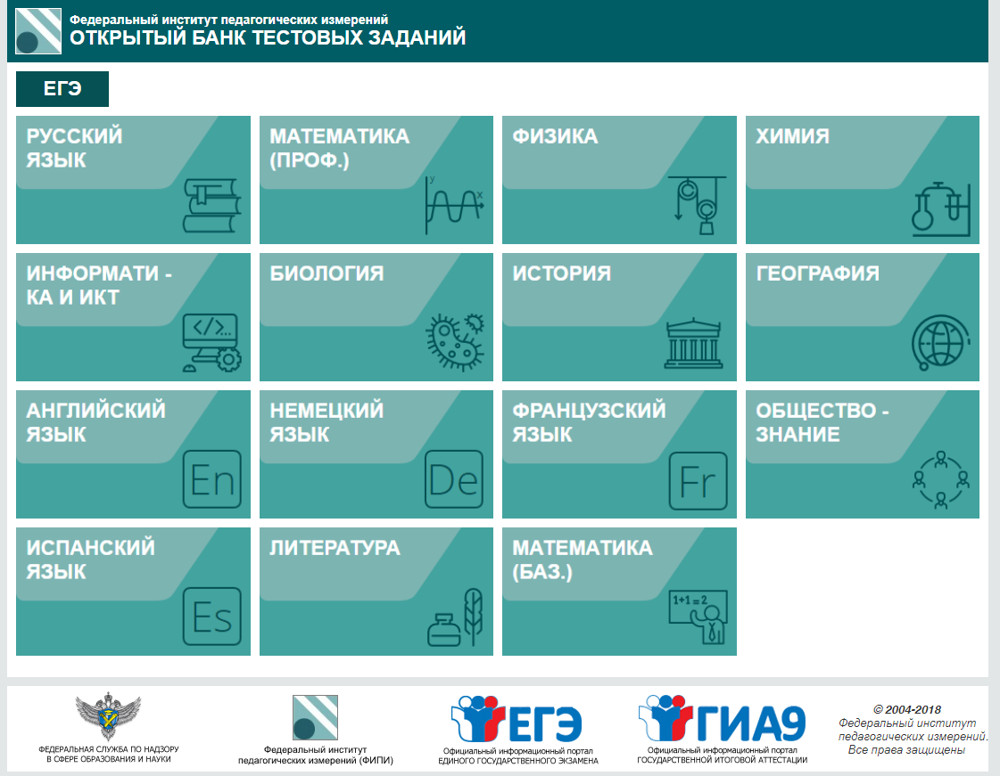 Федеральный институт педагогических измерений
ОТКРЫТЫЙ БАНК ТЕСТОВЫХ ЗАДАНИЙ
ЕГЭ
РУССКИЙ
ЯЗЫК
МАТЕМАТИКА
(ПРОФ.)
y
x
ФИЗИКА
ХИМИЯ
ИНФОРМАТИ -
КА И ИКТ
</>...
БИОЛОГИЯ
ИСТОРИЯ
ГЕОГРАФИЯ
АНГЛИЙСКИЙ
ЯЗЫК
En
НЕМЕЦКИЙ
ЯЗЫК
De
ФРАНЦУЗСКИЙ
ЯЗЫК
Fr
ОБЩЕСТВО -
ЗНАНИЕ
ИСПАНСКИЙ
ЯЗЫК
Es
ЛИТЕРАТУРА
МАТЕМАТИКА
(БАЗ.)
1+1=2
ФЕДЕРАЛЬНАЯ СЛУЖБА ПО НАДЗОРУ
В СФЕРЕ ОБРАЗОВАНИЯ И НАУКИ
Федеральный институт
педагогических измерений (ФИПИ)
ЕГЭ
Официальный информационный портал
ЕДИНОГО ГОСУДАРСТВЕННОГО ЭКЗАМЕНА
ГИА9
Официальный информационный портал
ГОСУДАРСТВЕННОЙ ИТОГОВОЙ АТТЕСТАЦИИ
© 2004-2018
Федеральный институт
педагогических измерений.
Все права защищены